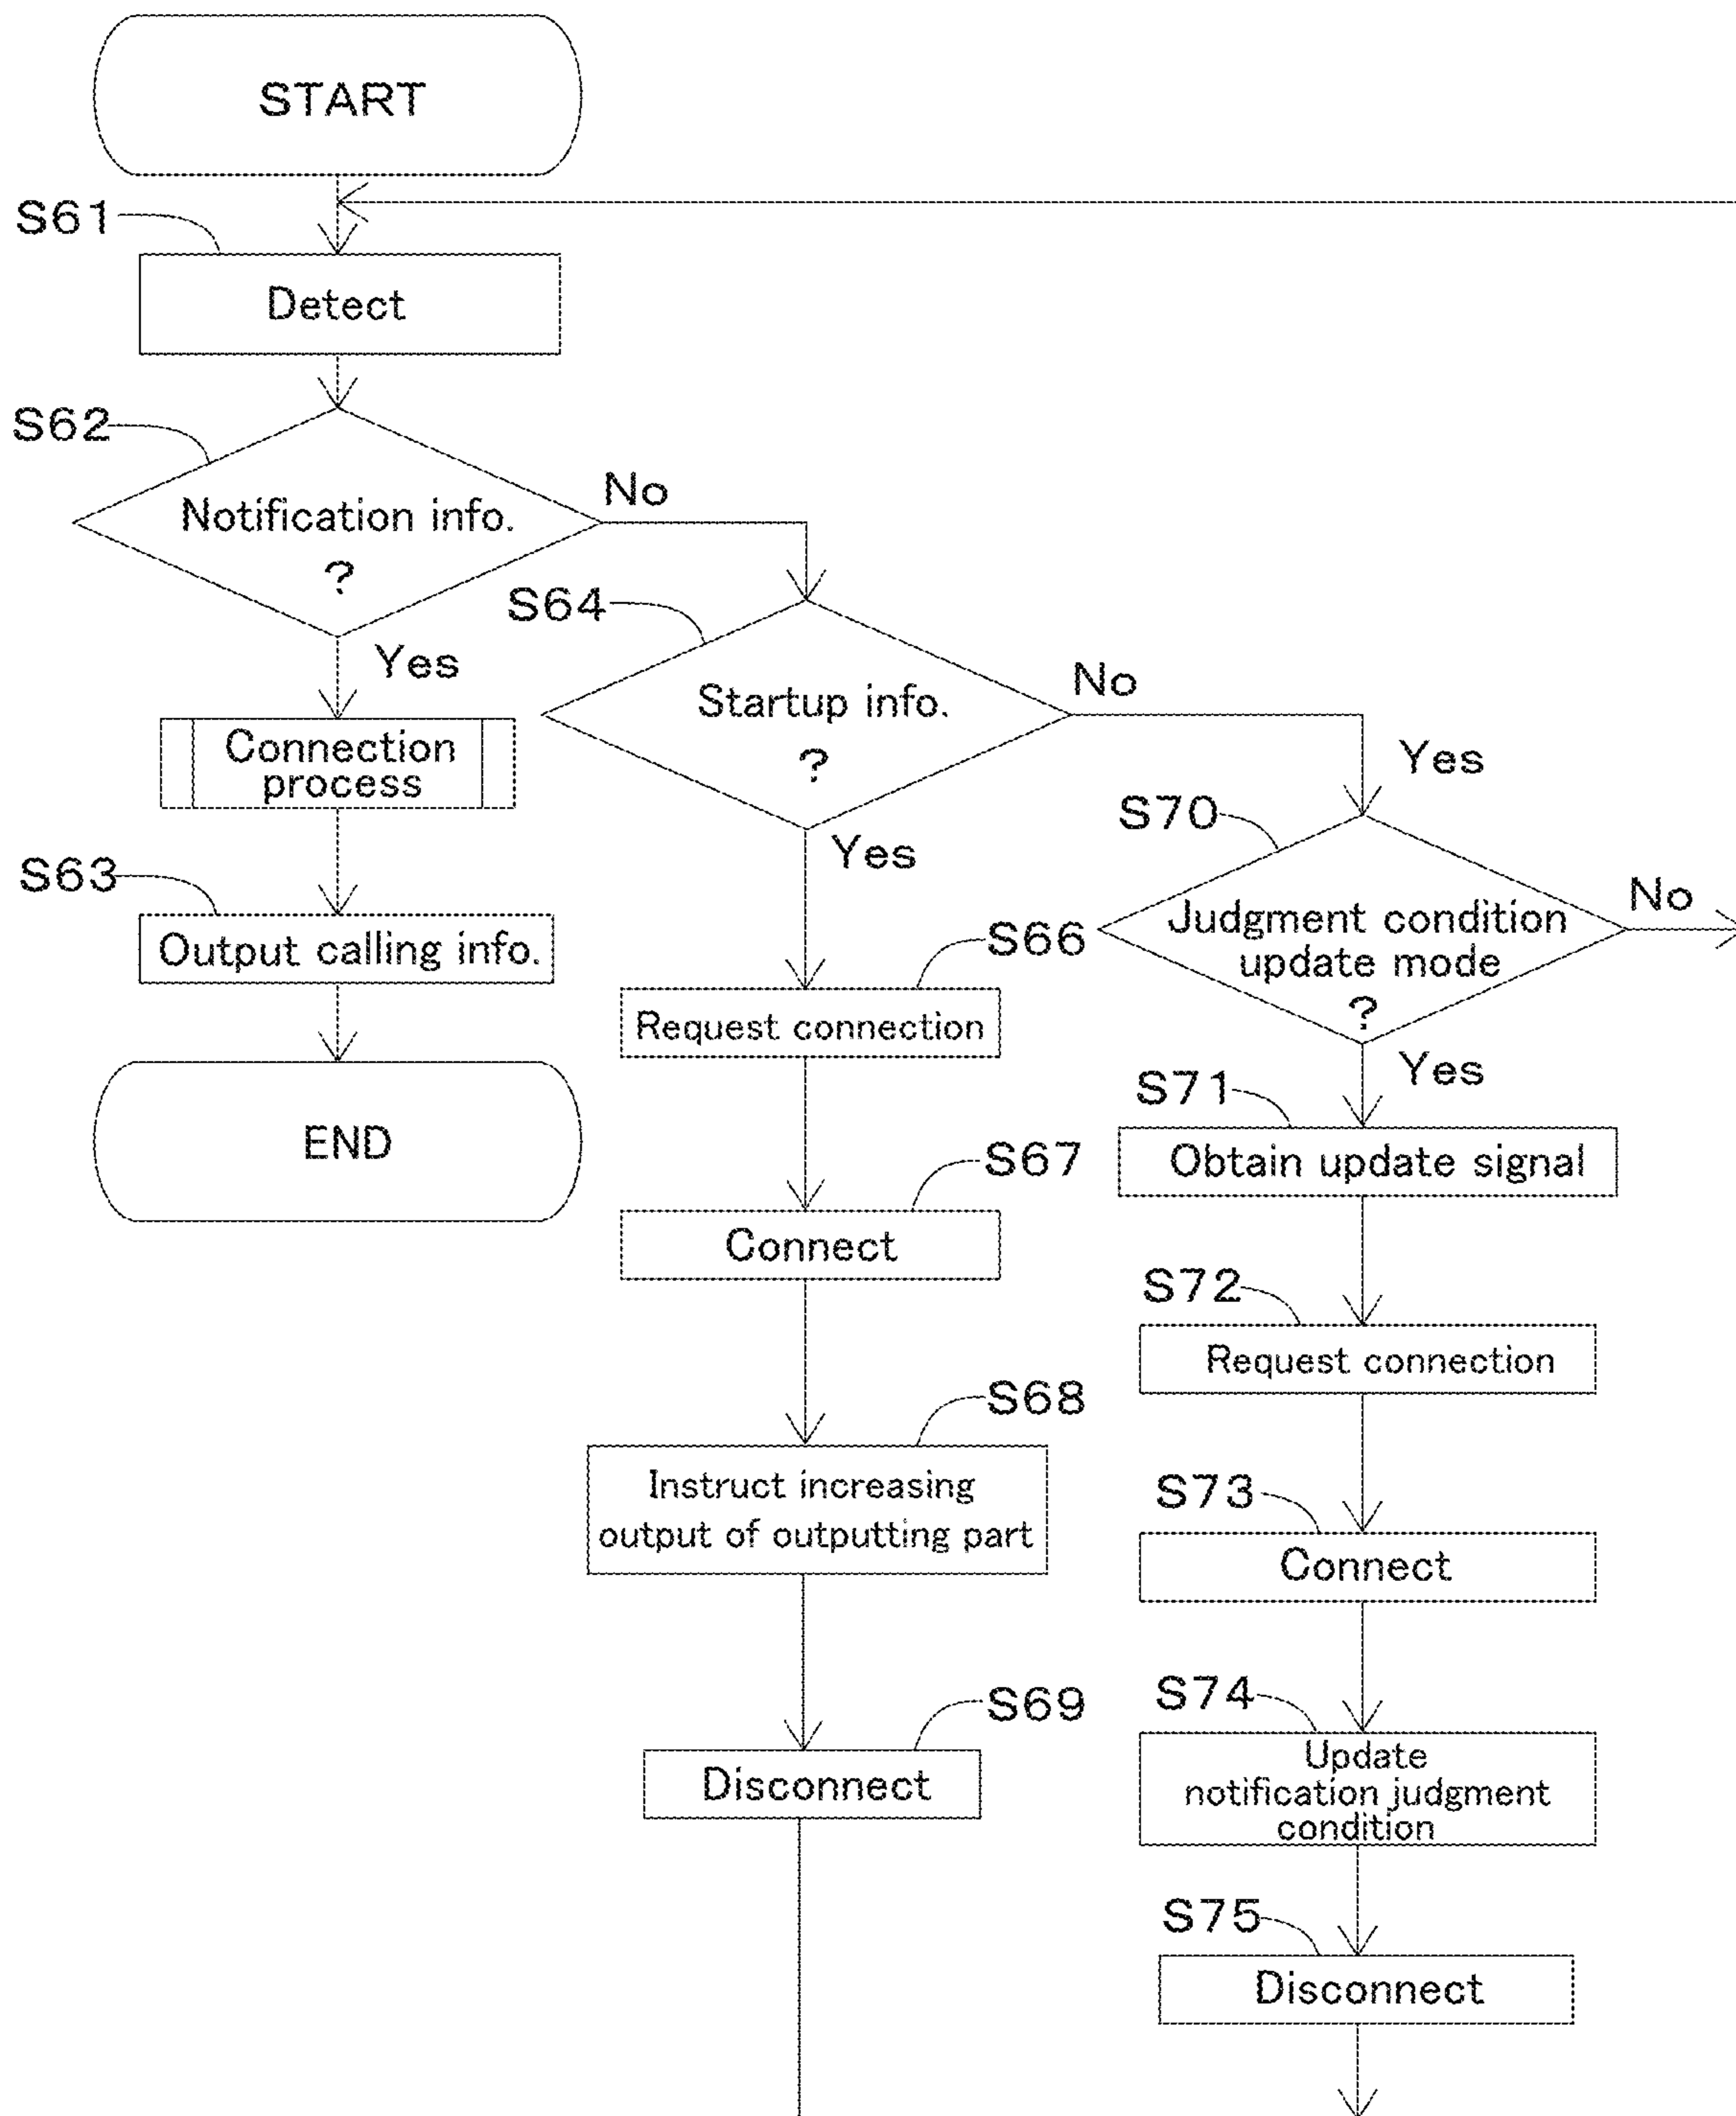 START
S61
Detect
S62
Notification info.
?
No
Yes
Connection
process
S63
Output calling info.
END
S64
Startup info.
?
No
Yes
S66
Request connection
S67
Connect
S68
Instruct increasing
output of outputting part
S69
Disconnect
Yes
S70
Judgment condition
update mode
?
No
Yes
S71
Obtain update signal
S72
Request connection
S73
Connect
S74
Update
notification judgment
condition
S75
Disconnect